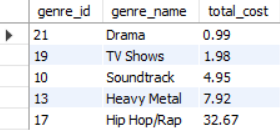 genre_id genre_name total_cost
21 Drama 0.99
19 TV Shows 1.98
10 Soundtrack 4.95
13 Heavy Metal 7.92
17 Hip Hop/Rap 32.67